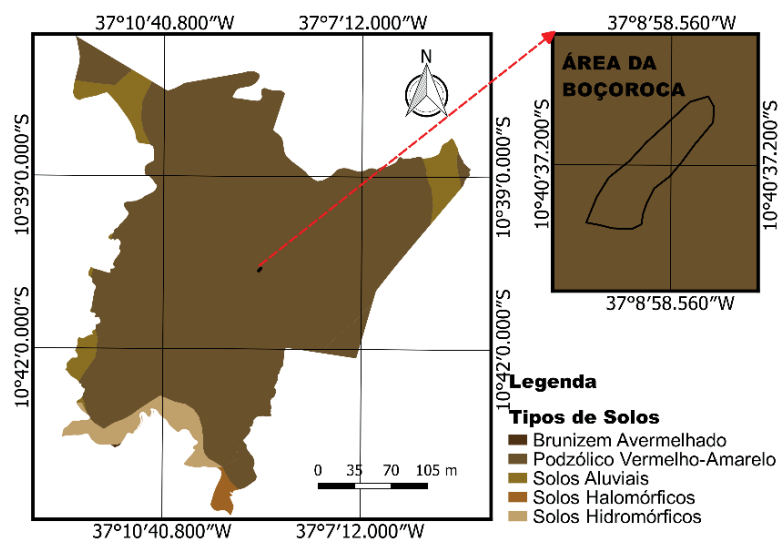 37°10′40.800″W
37°7′12.000″W
37°8′58.560″W
N
ÁREA DA
BOÇOROCA
10°39′0.000″S
10°39′0.000″S
10°40′37.200″S
10°40′37.200″S
10°42′0.000″S
10°42′0.000″S
37°8′58.560″W
Legenda
Tipos de Solos
Brunizem Avermelhado
Podzólico Vermelho-Amarelo
Solos Aluviais
Solos Halomórficos
Solos Hidromórficos
0 35 70 105 m
37°10′40.800″W
37°7′12.000″W